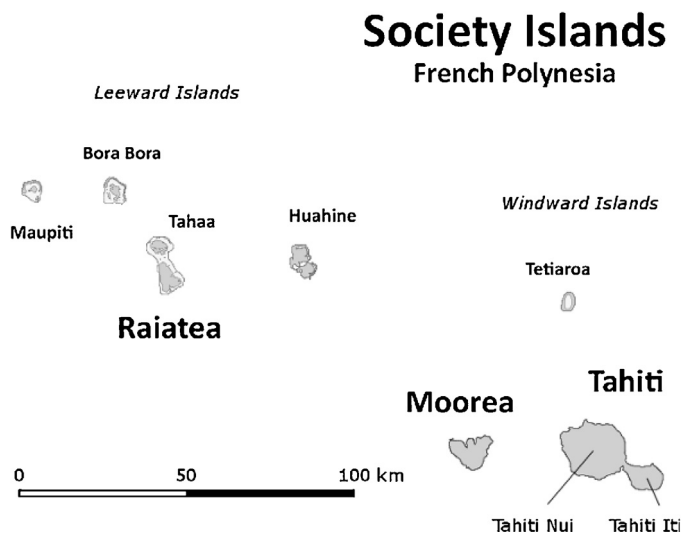 Society Islands
French Polynesia
Leeward Islands
Bora Bora
Maupiti
Tahaa
Huahine
Raiatea
Windward Islands
Tetiaroa
Tahiti
Moorea
0 50 100 km
Tahiti Nui
Tahiti Iti